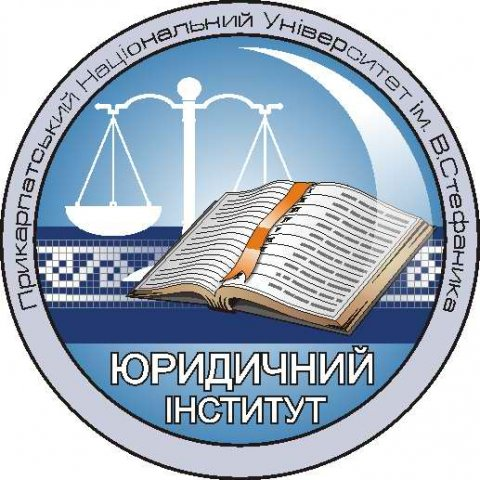 Прикарпатський Національний Університет ім. В.Стефаника
ЮРИДИЧНИЙ
ІНСТИТУТ